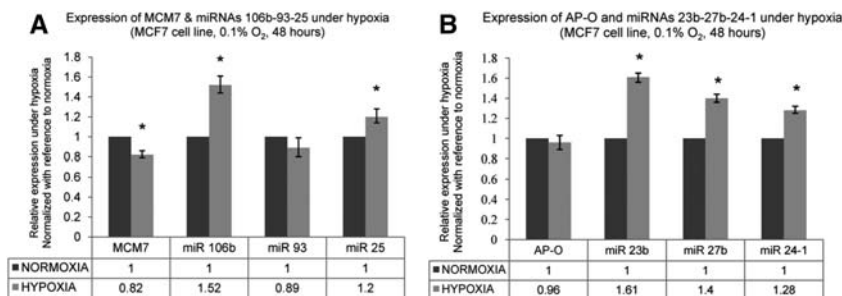 A
Expression of MCM7 & miRNAs 106b-93-25 under hypoxia
(MCF7 cell line, 0.1% O2, 48 hours)
Relative expression under hypoxia
Normalized with reference to normoxia
1.8
1.6
1.4
1.2
1
0.8
0.6
0.4
0.2
0
* * *
MCM7 miR 106b miR 93 miR 25
NORMOXIA 1 1 1 1
HYPOXIA 0.82 1.52 0.89 1.2
B
Expression of AP-O and miRNAs 23b-27b-24-1 under hypoxia
(MCF7 cell line, 0.1% O2, 48 hours)
Relative expression under hypoxia
Normalized with reference to normoxia
1.8
1.6
1.4
1.2
1
0.8
0.6
0.4
0.2
0
* * *
AP-O miR 23b miR 27b miR 24-1
NORMOXIA 1 1 1 1
HYPOXIA 0.96 1.61 1.4 1.28